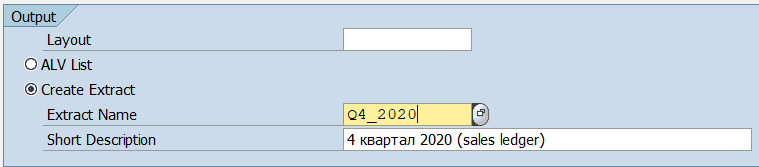 Output
Layout
ALV List
Create Extract
Extract Name Q4_2020
Short Description 4 квартал 2020 (sales ledger)